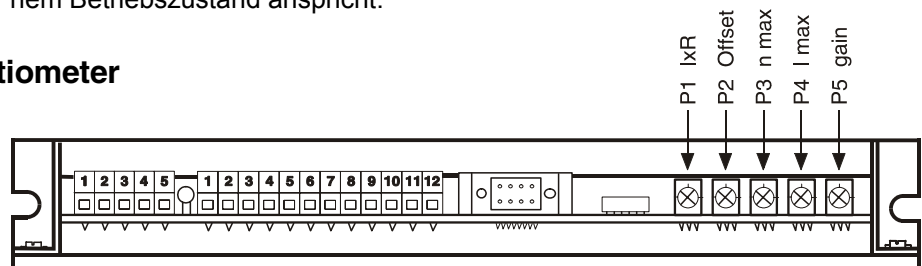 nem Betriebszustand anspricht.
tiometer
P1 IxR
P2 Offset
P3 n max
P4 I max
P5 gain
1 2 3 4 5 1 2 3 4 5 6 7 8 9 10 11 12